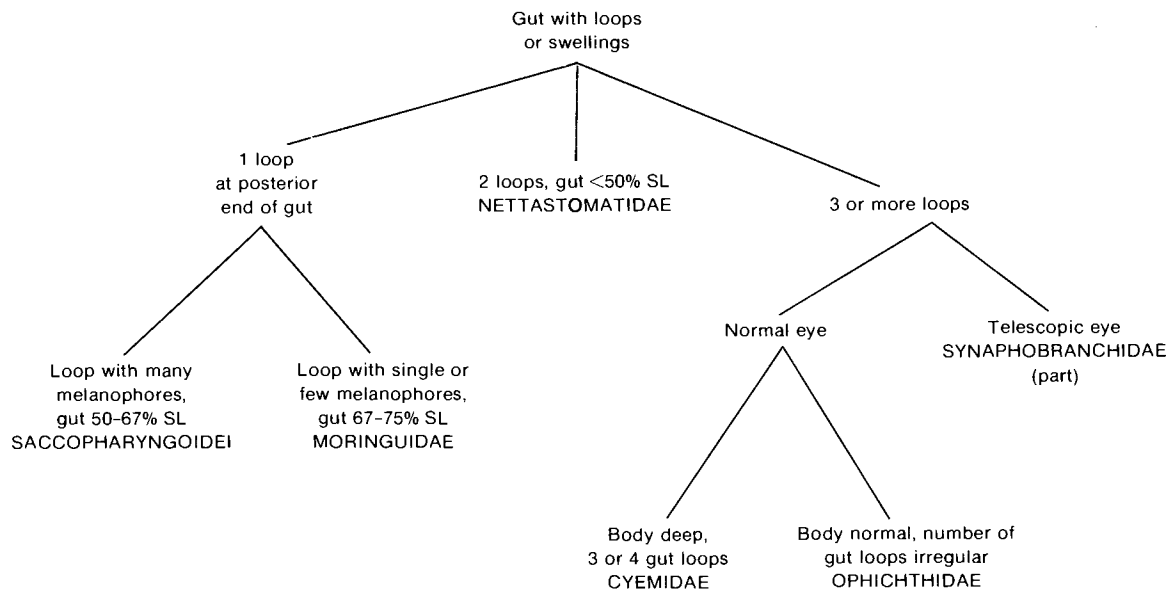 Gut with loops
or swellings
1 loop
at posterior
end of gut
2 loops, gut <50% SL
NETTASTOMATIDAE
3 or more loops
Normal eye
Telescopic eye
SYNAPHOBRANCHIDAE
(part)
Loop with many
melanophores,
gut 50–67% SL
SACCOPHARYNGOIDEI
Loop with single or
few melanophores,
gut 67–75% SL
MORINGUIDAE
Body deep,
3 or 4 gut loops
CYEMIDAE
Body normal, number of
gut loops irregular
OPHICHTHIDAE